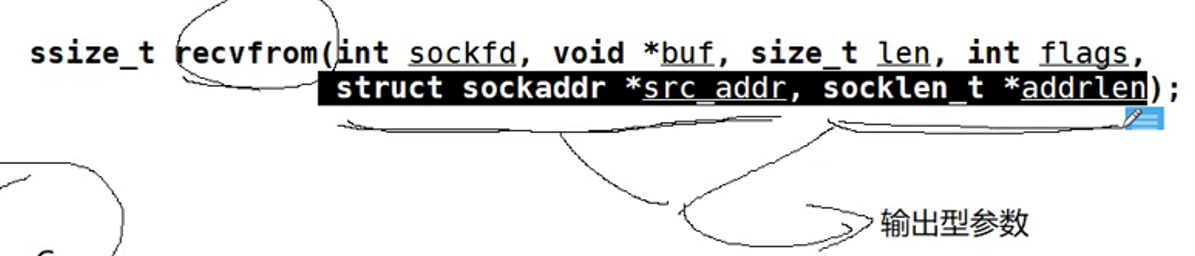 ssize_t recvfrom(int sockfd, void *buf, size_t len, int flags,
struct sockaddr *src_addr, socklen_t *addrlen);
输出型参数